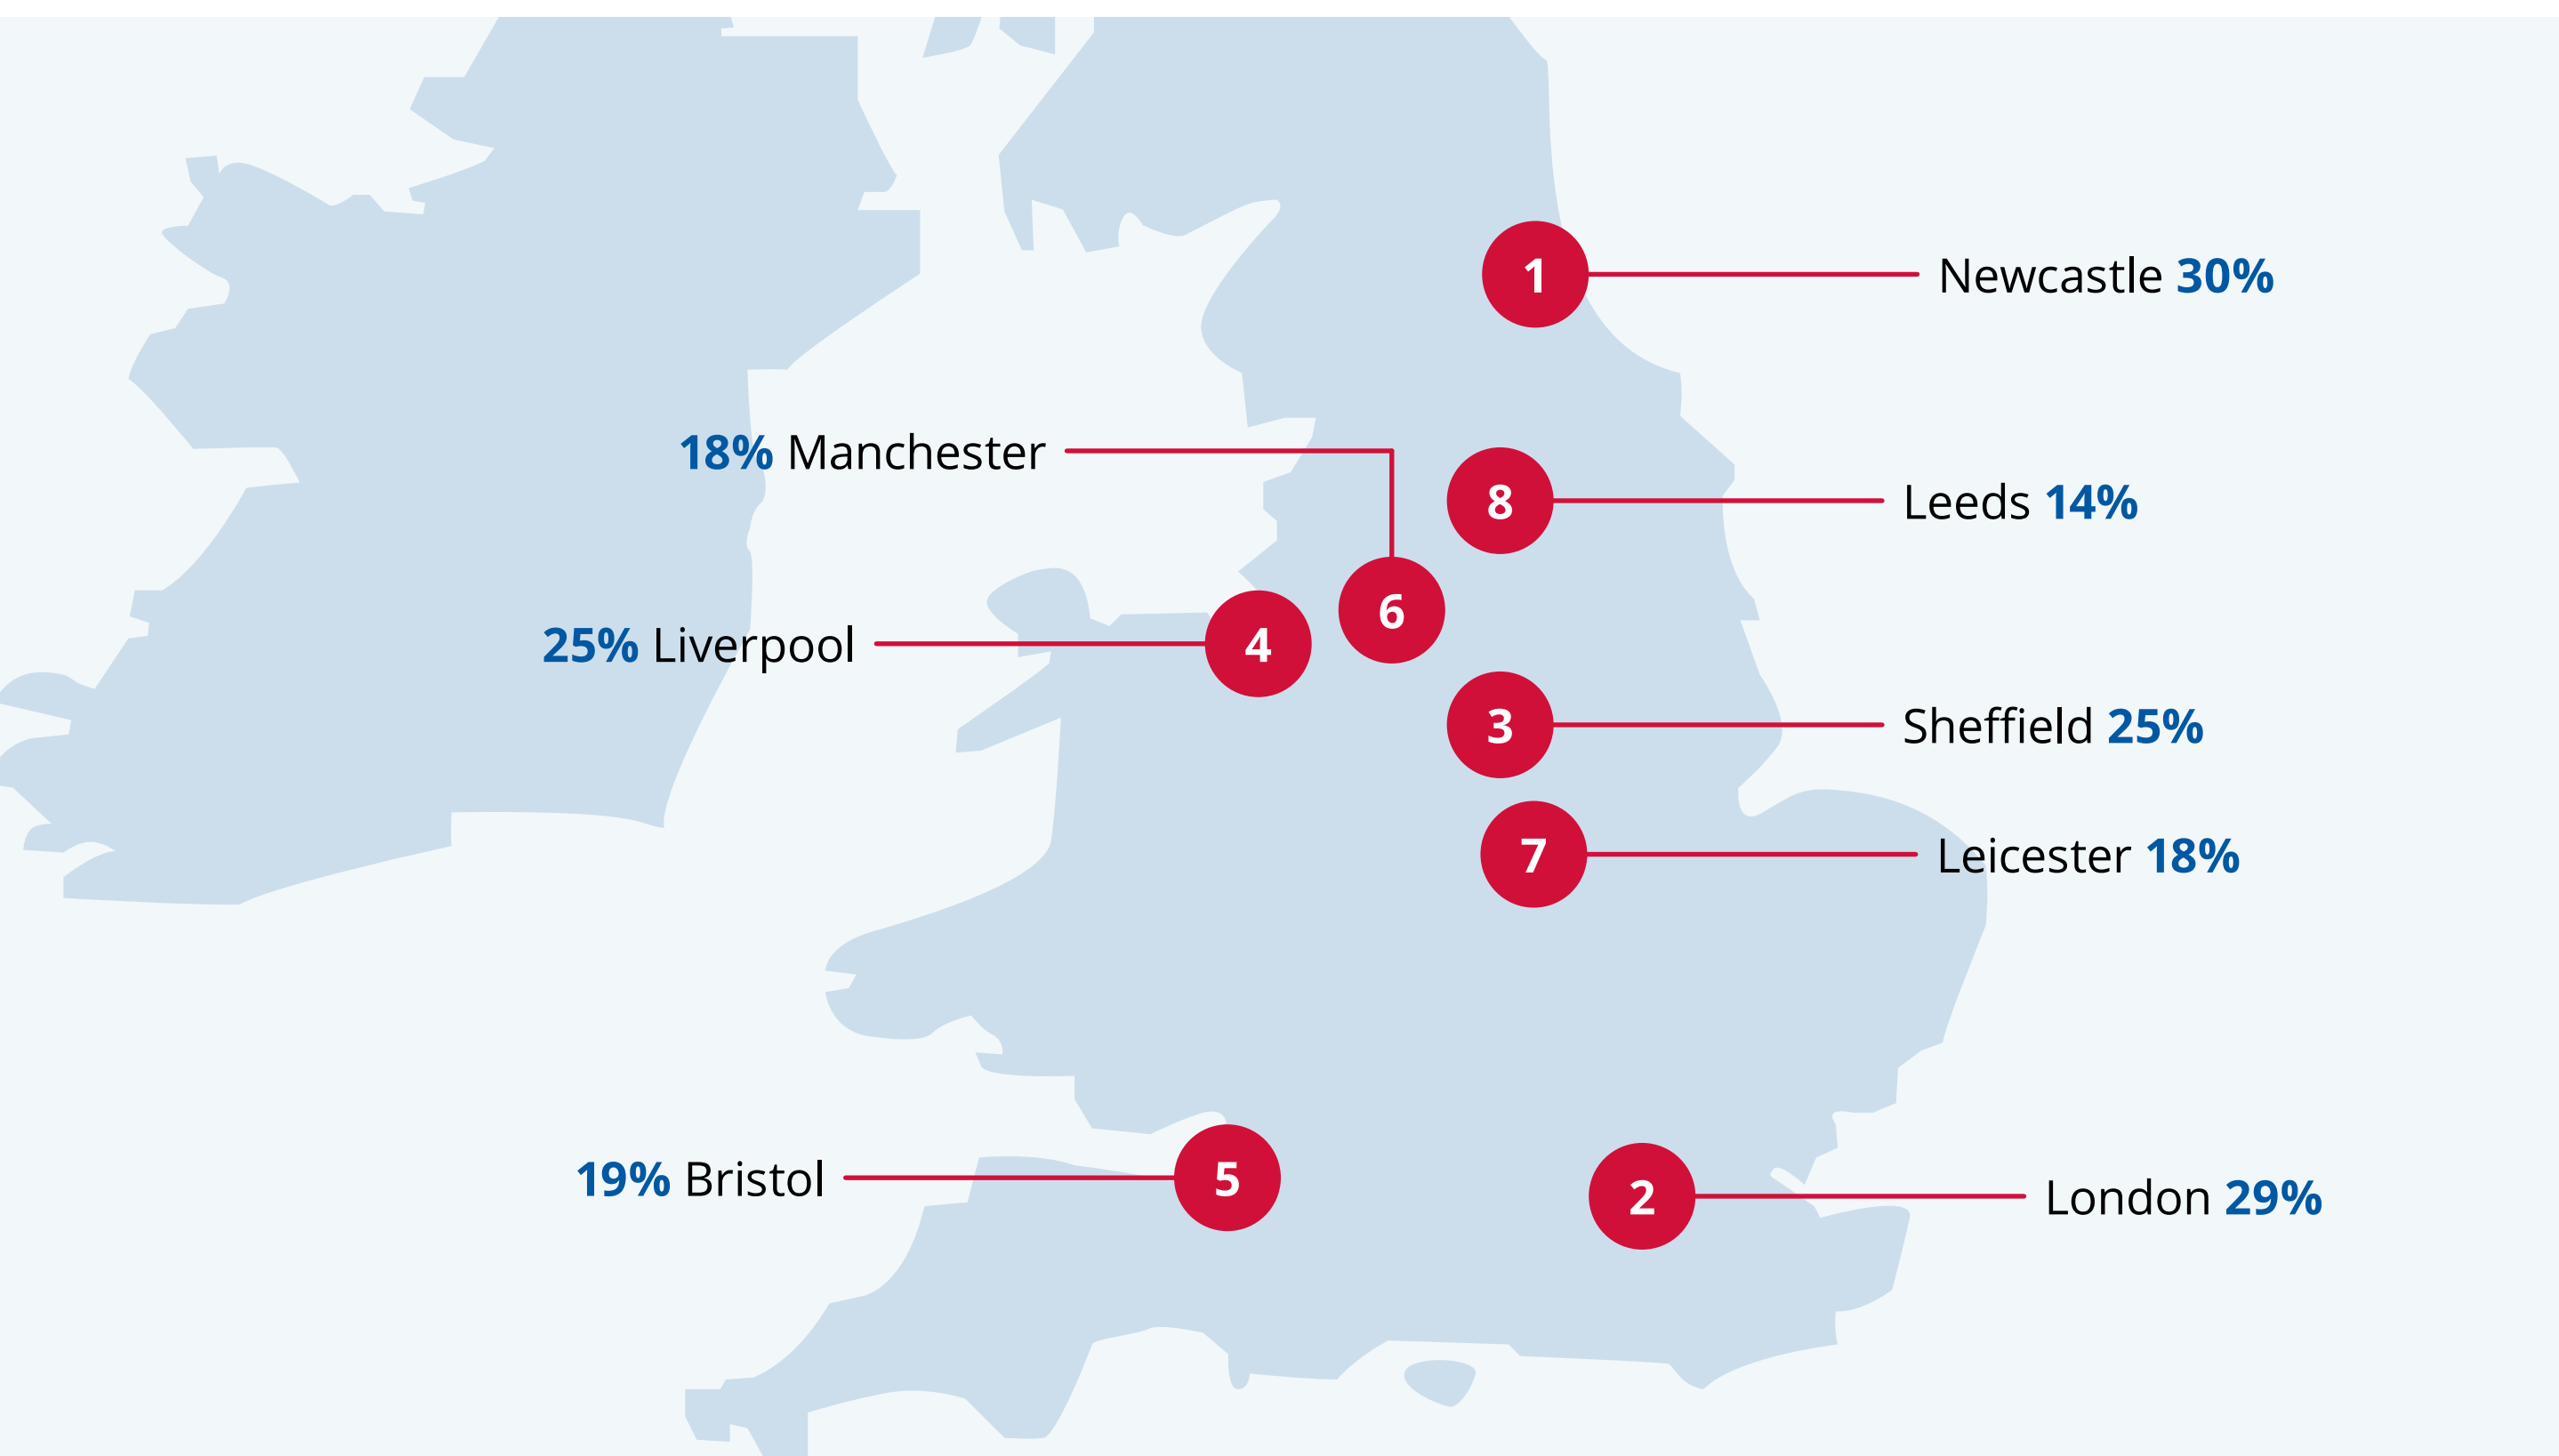 1
Newcastle 30%
18% Manchester
8
Leeds 14%
6
25% Liverpool
4
3
Sheffield 25%
7
Leicester 18%
19% Bristol
5
2
London 29%